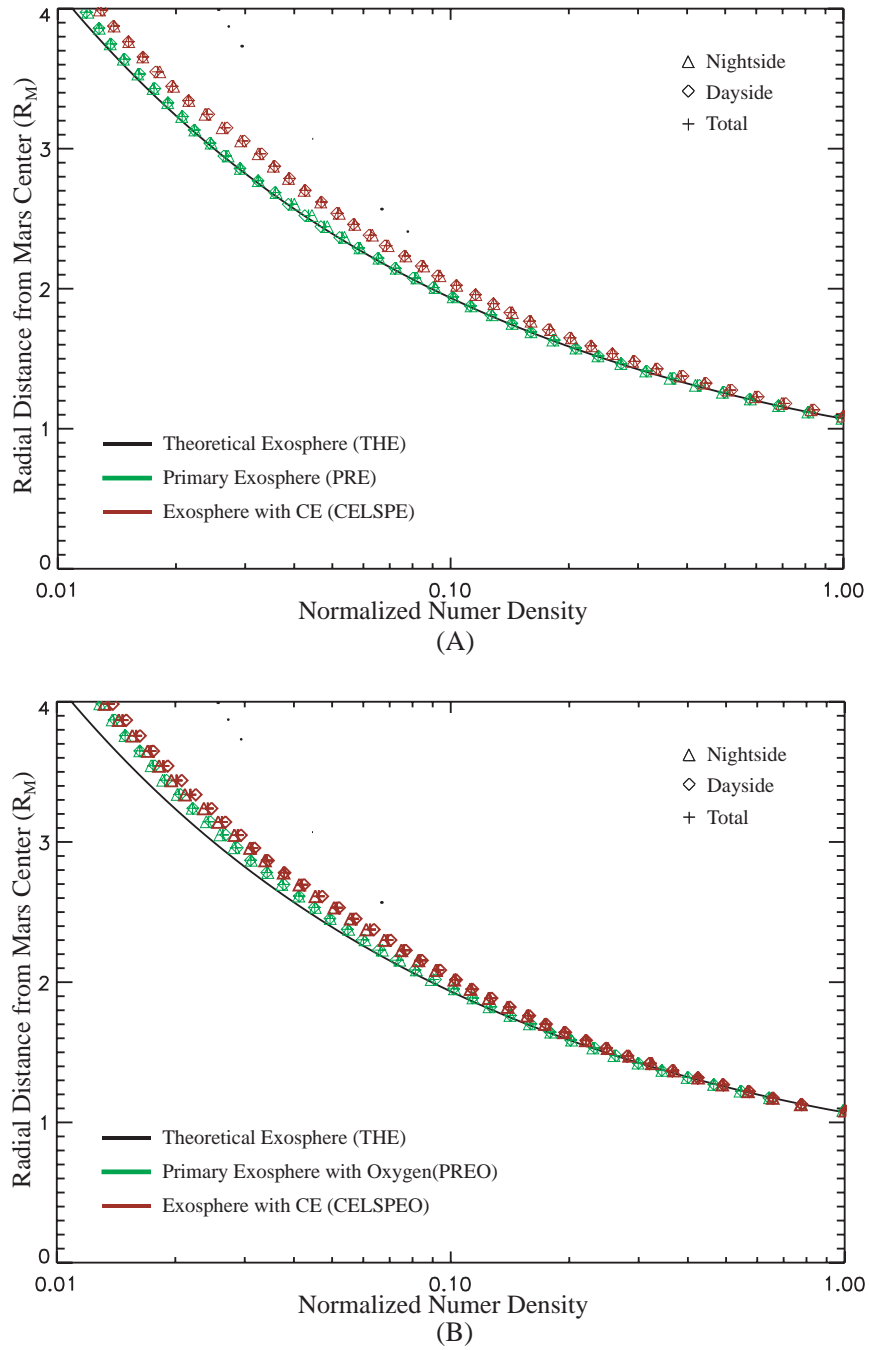 4
3
2
1
0
Radial Distance from Mars Center (R_M)
Nightside
Dayside
Total
Theoretical Exosphere (THE)
Primary Exosphere (PRE)
Exosphere with CE (CELSPE)
0.01
0.10
1.00
Normalized Numer Density
(A)
4
3
2
1
0
Radial Distance from Mars Center (R_M)
Nightside
Dayside
Total
Theoretical Exosphere (THE)
Primary Exosphere with Oxygen(PREO)
Exosphere with CE (CELSPEO)
0.01
0.10
1.00
Normalized Numer Density
(B)